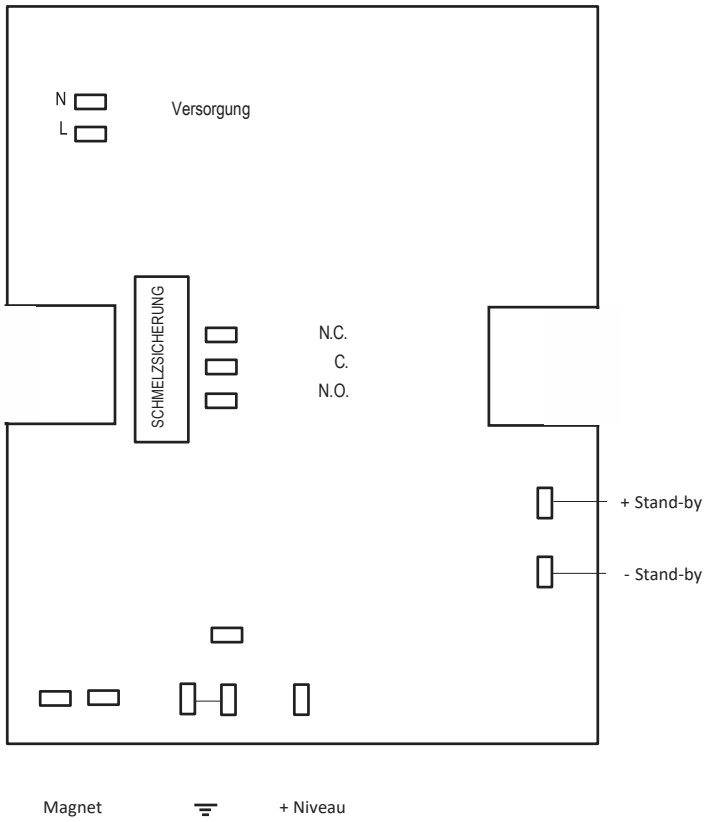 N
Versorgung
L
SCHMELZSICHERUNG
N.C.
C.
N.O.
+ Stand-by
- Stand-by
Magnet
+ Niveau